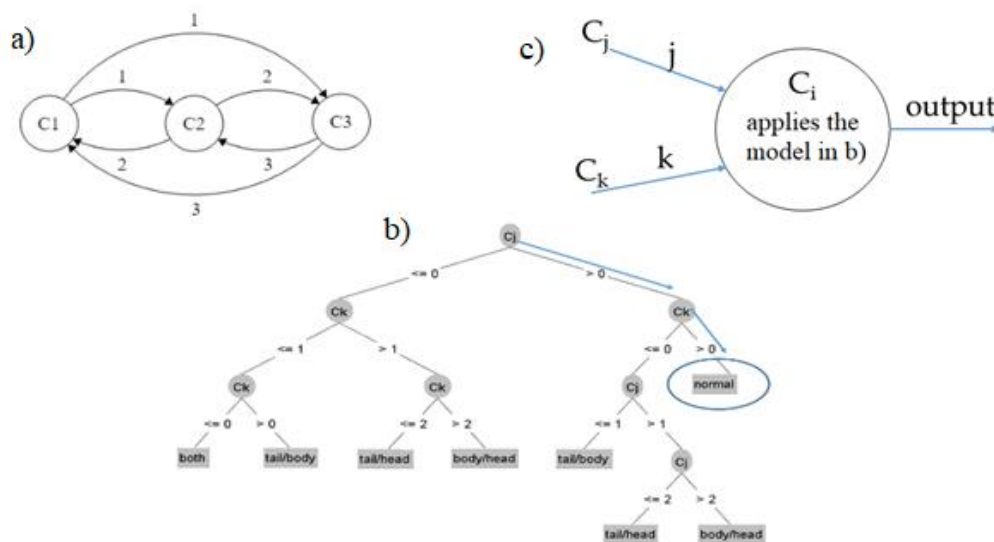 a)
1
1
2
C1
C2
C3
2
3
3
c)
Cj
j
Ck
k
Ci
applies the
model in b)
output
b)
Cj
<= 0
> 0
Ck
Ck
<= 1
> 1
<= 0
> 0
Ck
Ck
Cj
normal
<= 0
> 0
<= 2
> 2
<= 1
> 1
both
tail/body
tail/head
body/head
tail/body
Cj
<= 2
> 2
tail/head
body/head